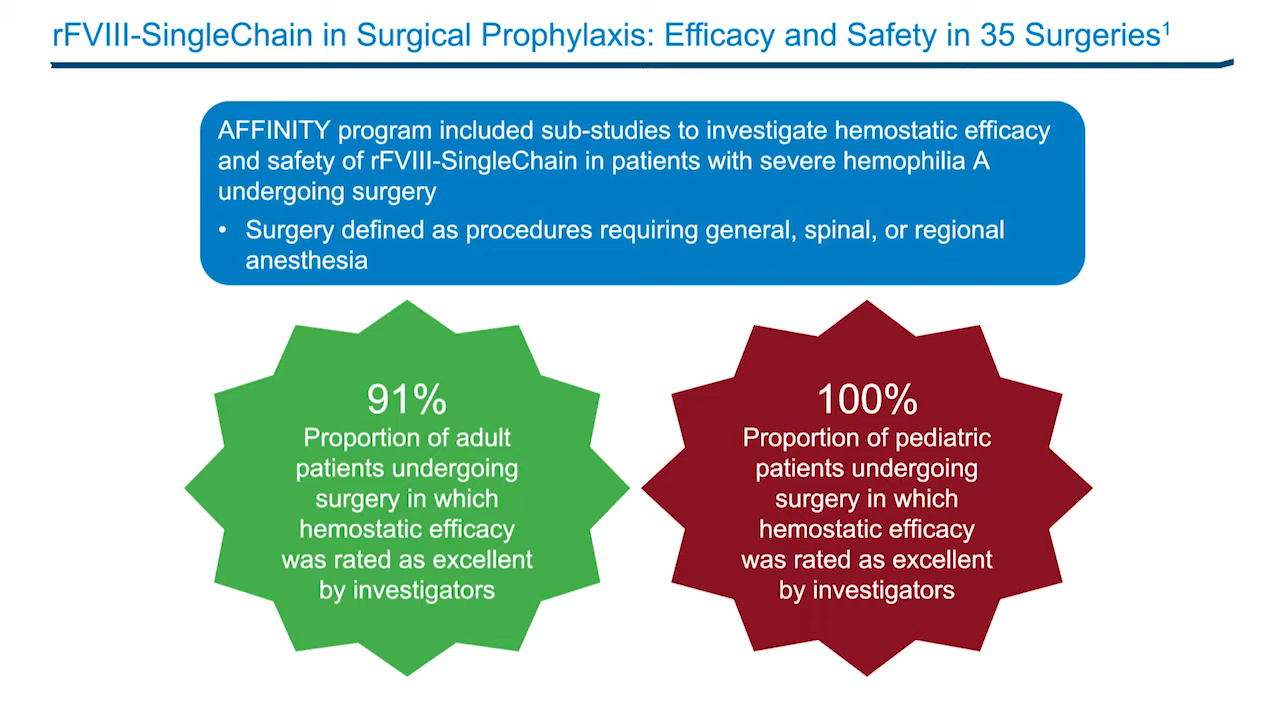 rFVIII-SingleChain in Surgical Prophylaxis: Efficacy and Safety in 35 Surgeries1
AFFINITY program included sub-studies to investigate hemostatic efficacy
and safety of rFVIII-SingleChain in patients with severe hemophilia A
undergoing surgery
• Surgery defined as procedures requiring general, spinal, or regional
anesthesia
91%
Proportion of adult
patients undergoing
surgery in which
hemostatic efficacy
was rated as excellent
by investigators
100%
Proportion of pediatric
patients undergoing
surgery in which
hemostatic efficacy
was rated as excellent
by investigators